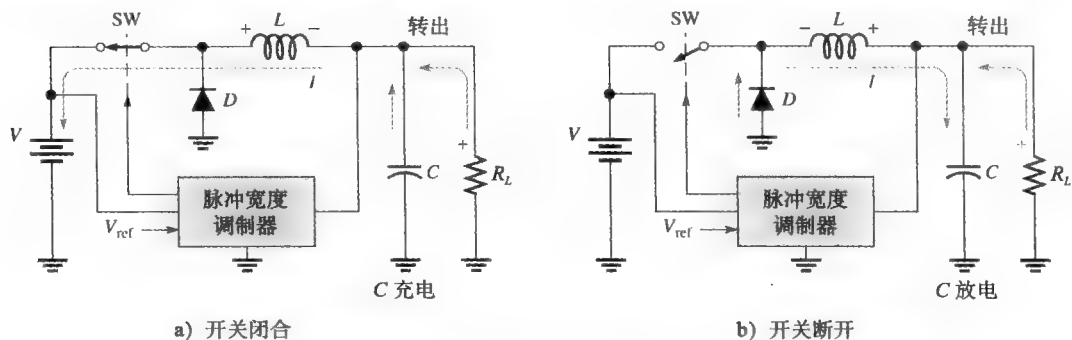 SW
+
L
−
转出
I
D
V
+
C
R_L
脉冲宽度
调制器
V_ref
C 充电
a) 开关闭合
SW
−
L
+
转出
I
D
V
+
C
R_L
脉冲宽度
调制器
V_ref
C 放电
b) 开关断开